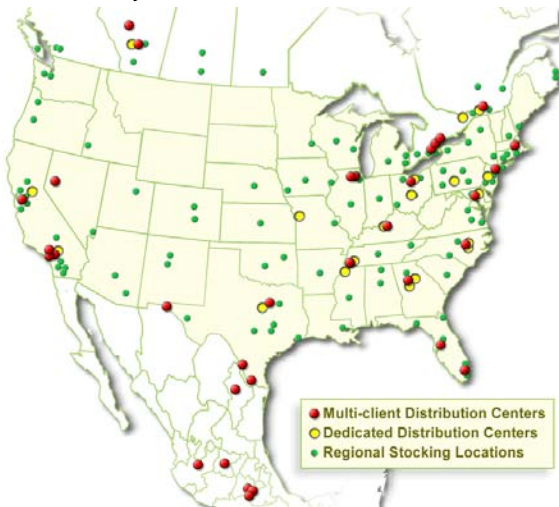 Multi-client Distribution Centers
Dedicated Distribution Centers
Regional Stocking Locations